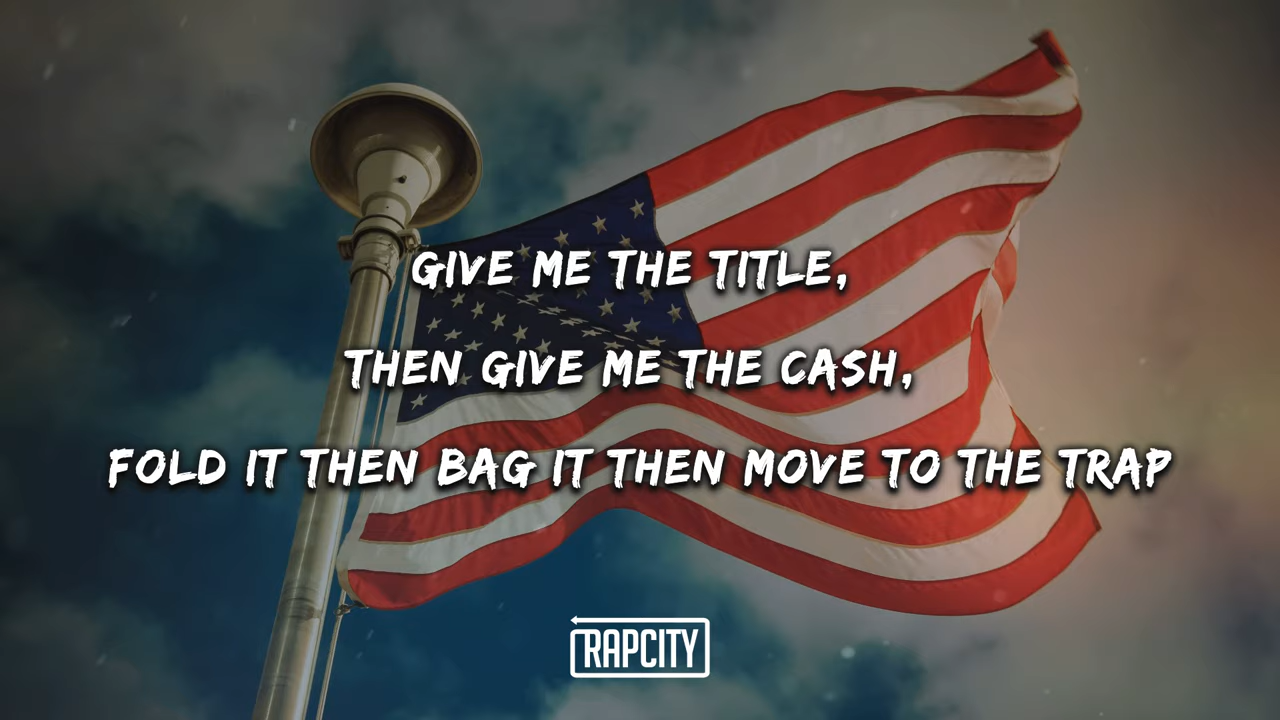 GIVE ME THE TITLE,
THEN GIVE ME THE CASH,
FOLD IT THEN BAG IT THEN MOVE TO THE TRAP
RAPCITY